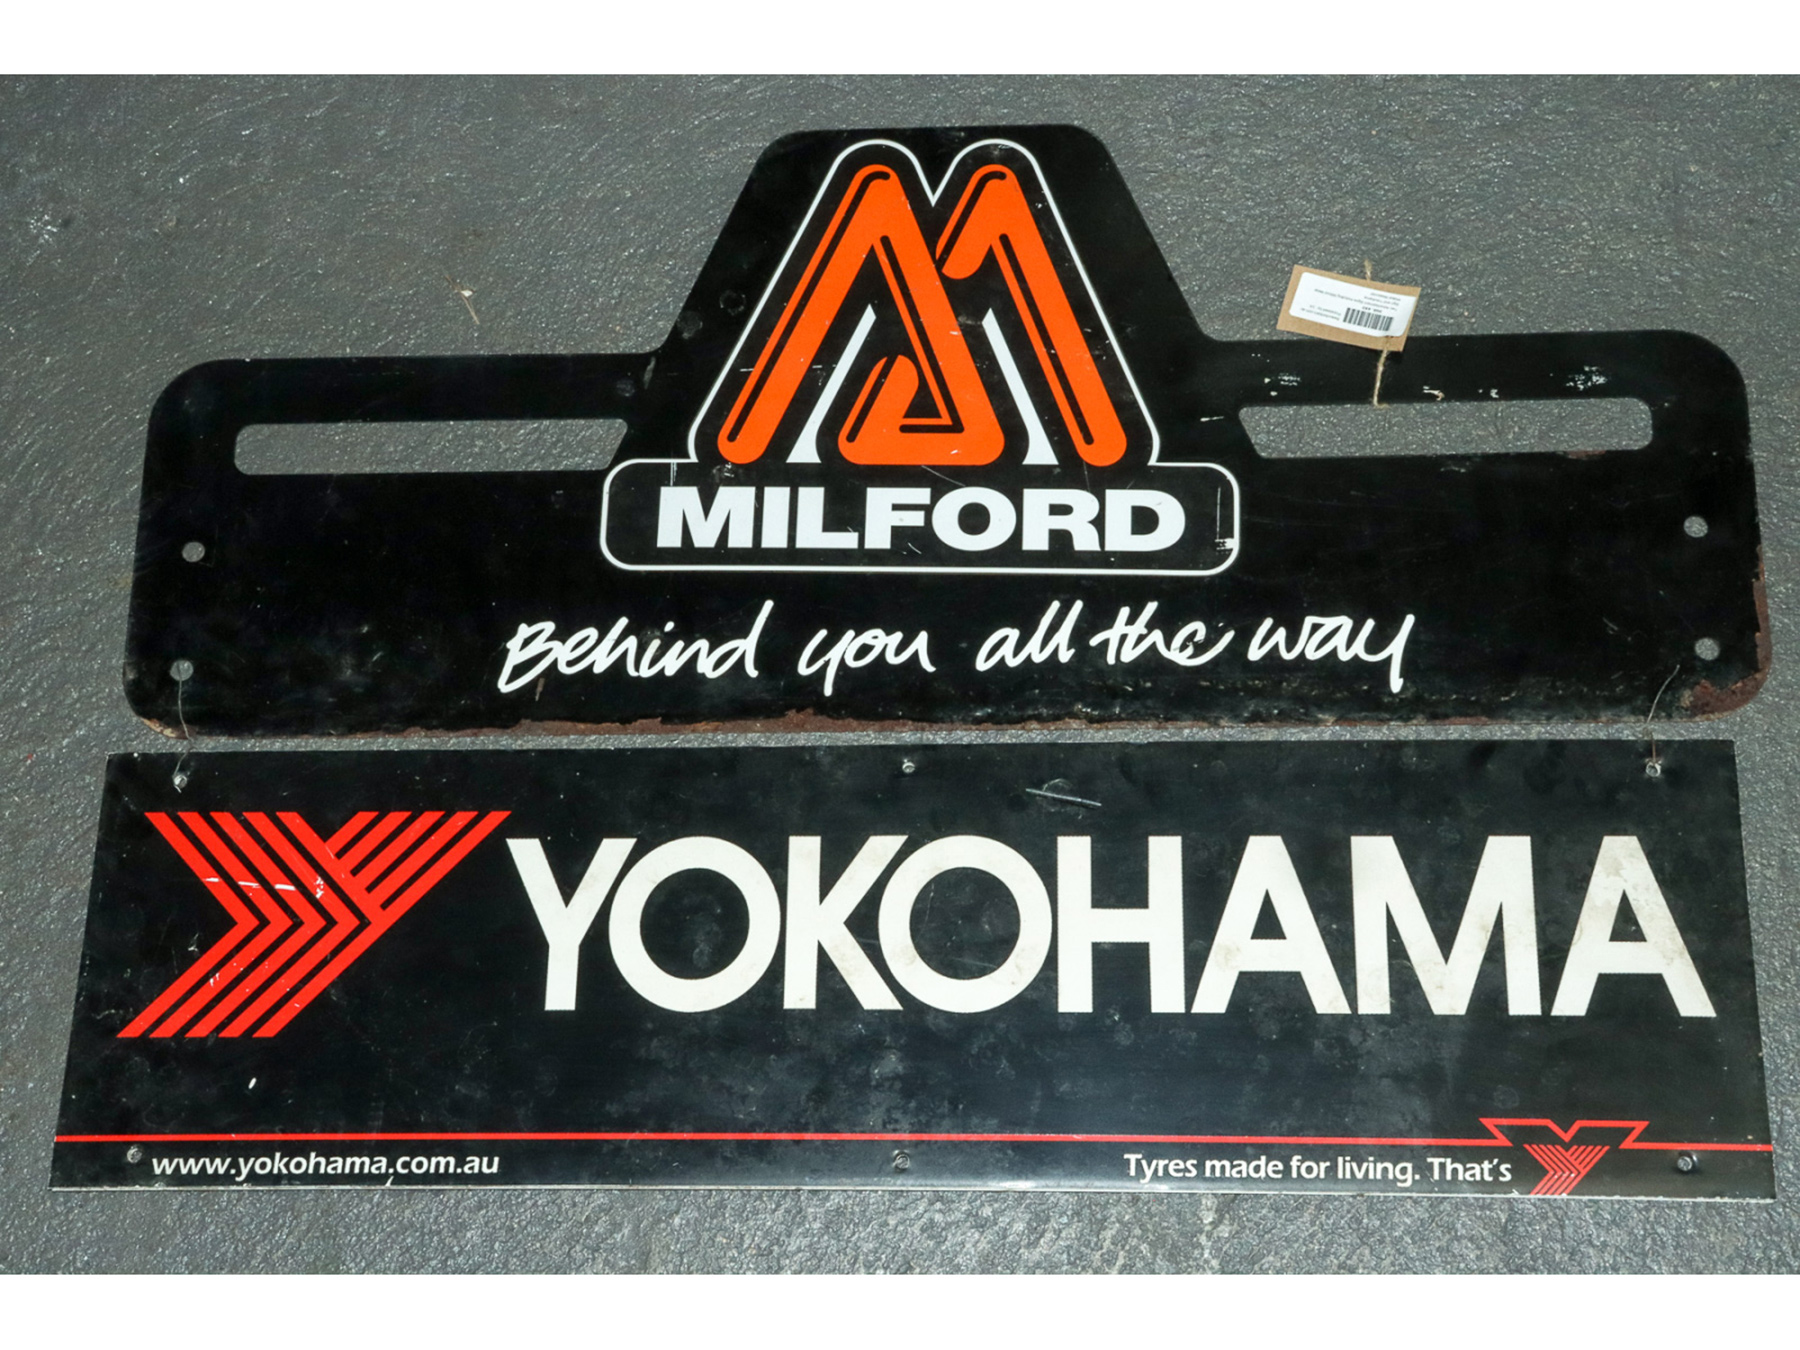 MILFORD
Behind you all the way
YOKOHAMA
www.yokohama.com.au
Tyres made for living. That's